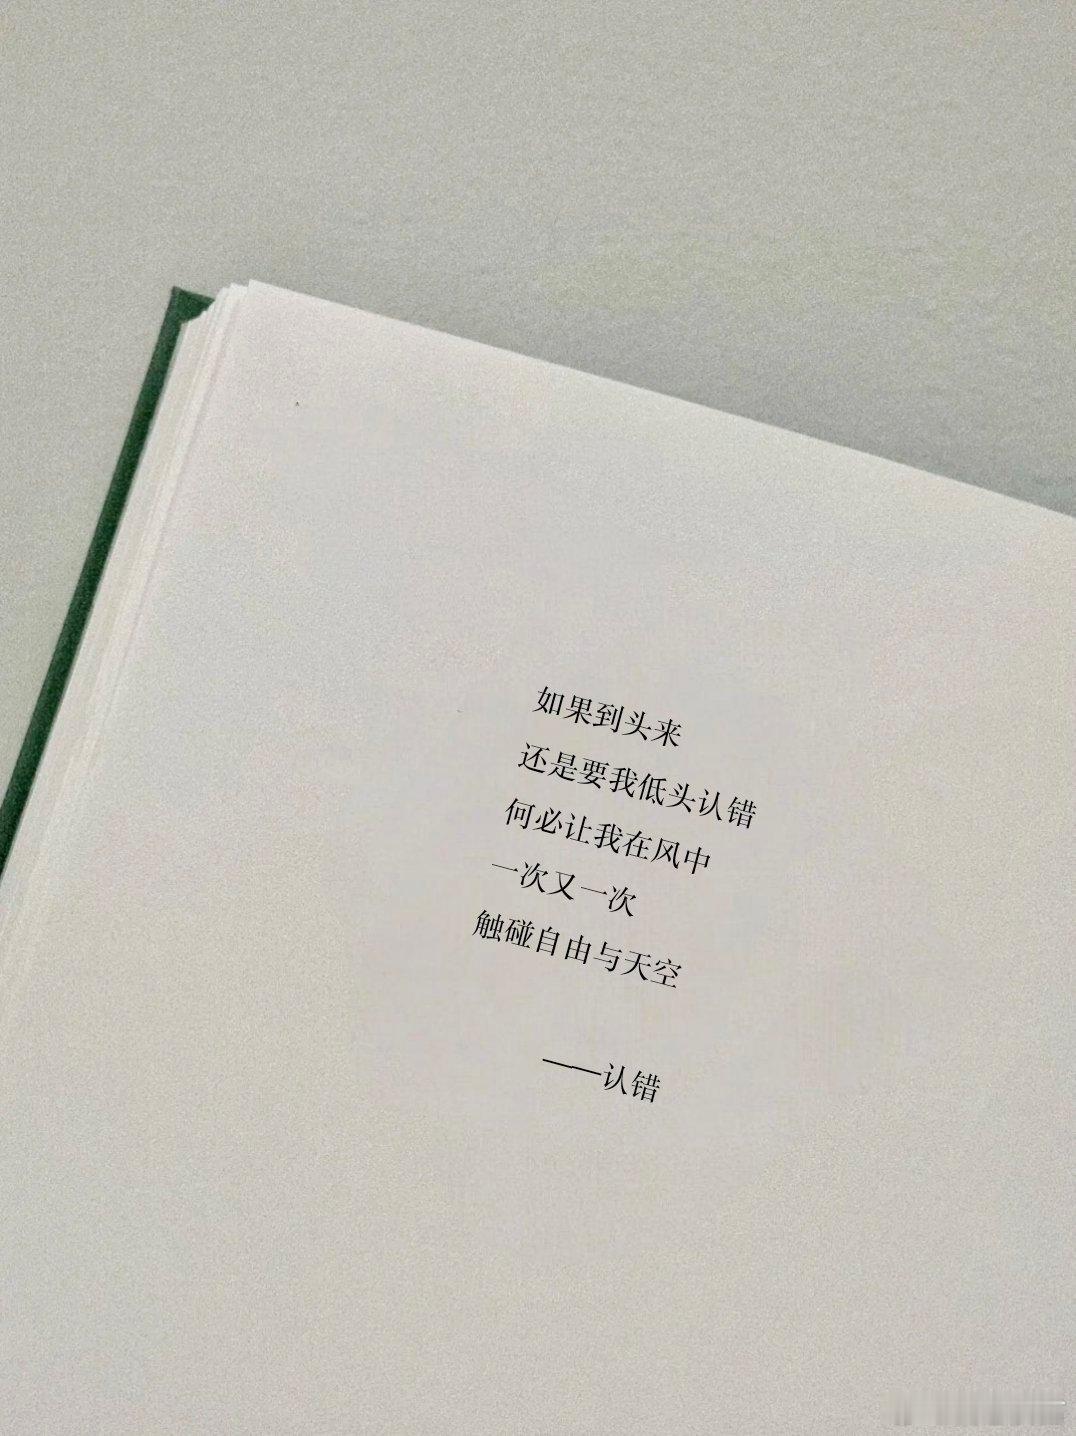 如果到头来
还是要我低头认错
何必让我在风中
一次又一次
触碰自由与天空
——认错